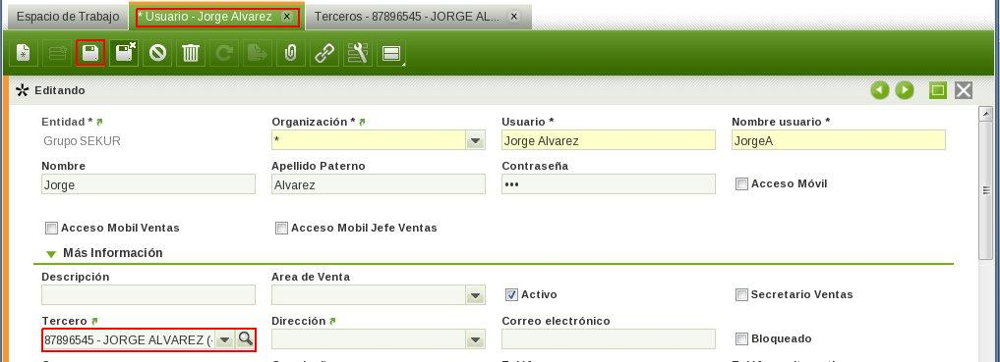 Espacio de Trabajo
* Usuario - Jorge Alvarez
Terceros - 87896545 - JORGE AL...
Editando
Entidad *
Organización *
Usuario *
Nombre usuario *
Grupo SEKUR
*
Jorge Alvarez
JorgeA
Nombre
Apellido Paterno
Contraseña
Jorge
Alvarez
•••
Acceso Móvil
Acceso Mobil Ventas
Acceso Mobil Jefe Ventas
Más Información
Descripción
Area de Venta
Activo
Secretario Ventas
Tercero
Dirección
Correo electrónico
87896545 - JORGE ALVAREZ (
Bloqueado